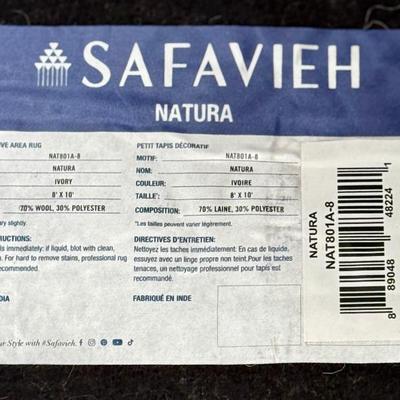 SAFAVIEH
NATURA
VE AREA RUG
NAT801A-8
NATURA
IVORY
8' X 10'
70% WOOL, 30% POLYESTER
ary slightly.
RUCTIONS:
is immediately: if liquid, blot with clean,
n. For hard to remove stains, professional rug
recommended.
DIA
ur Style with #Safavieh.
PETIT TAPIS DÉCORATIF
MOTIF: NAT801A-8
NOM: NATURA
COULEUR: IVOIRE
TAILLE*: 8' X 10'
COMPOSITION: 70% LAINE, 30% POLYESTER
*Les tailles peuvent varier légèrement.
DIRECTIVES D'ENTRETIEN:
Nettoyez les taches immédiatement. En cas de liquide,
essuyez avec un linge propre non teint.Pour les taches
tenaces, un nettoyage professionnel pour tapis est
recommandé.
FABRIQUÉ EN INDE
NATURA
NAT801A-8
8 89048 48224 1